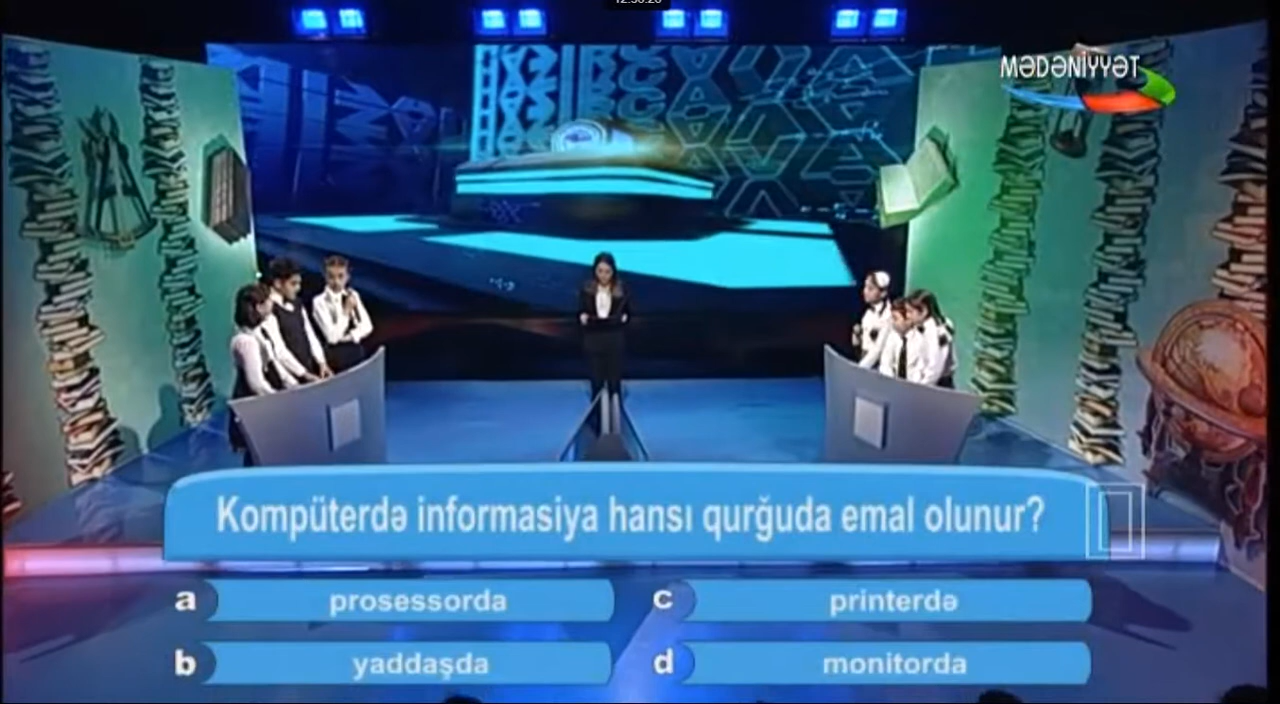 MƏDƏNİYYƏT
Kompüterdə informasiya hansı qurğuda emal olunur?
a prosessorda
c printerdə
b yaddaşda
d monitorda